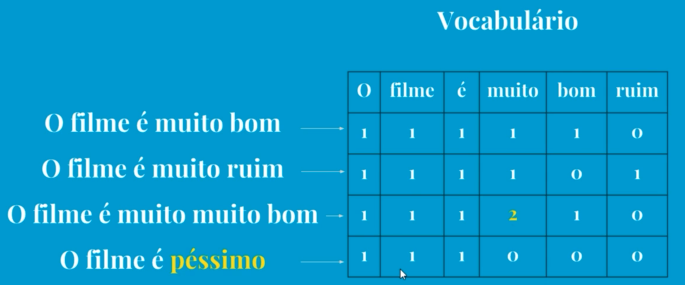 Vocabulário
O filme é muito bom ruim
O filme é muito bom 1 1 1 1 1 0
O filme é muito ruim 1 1 1 1 0 1
O filme é muito muito bom 1 1 1 2 1 0
O filme é péssimo 1 1 1 0 0 0